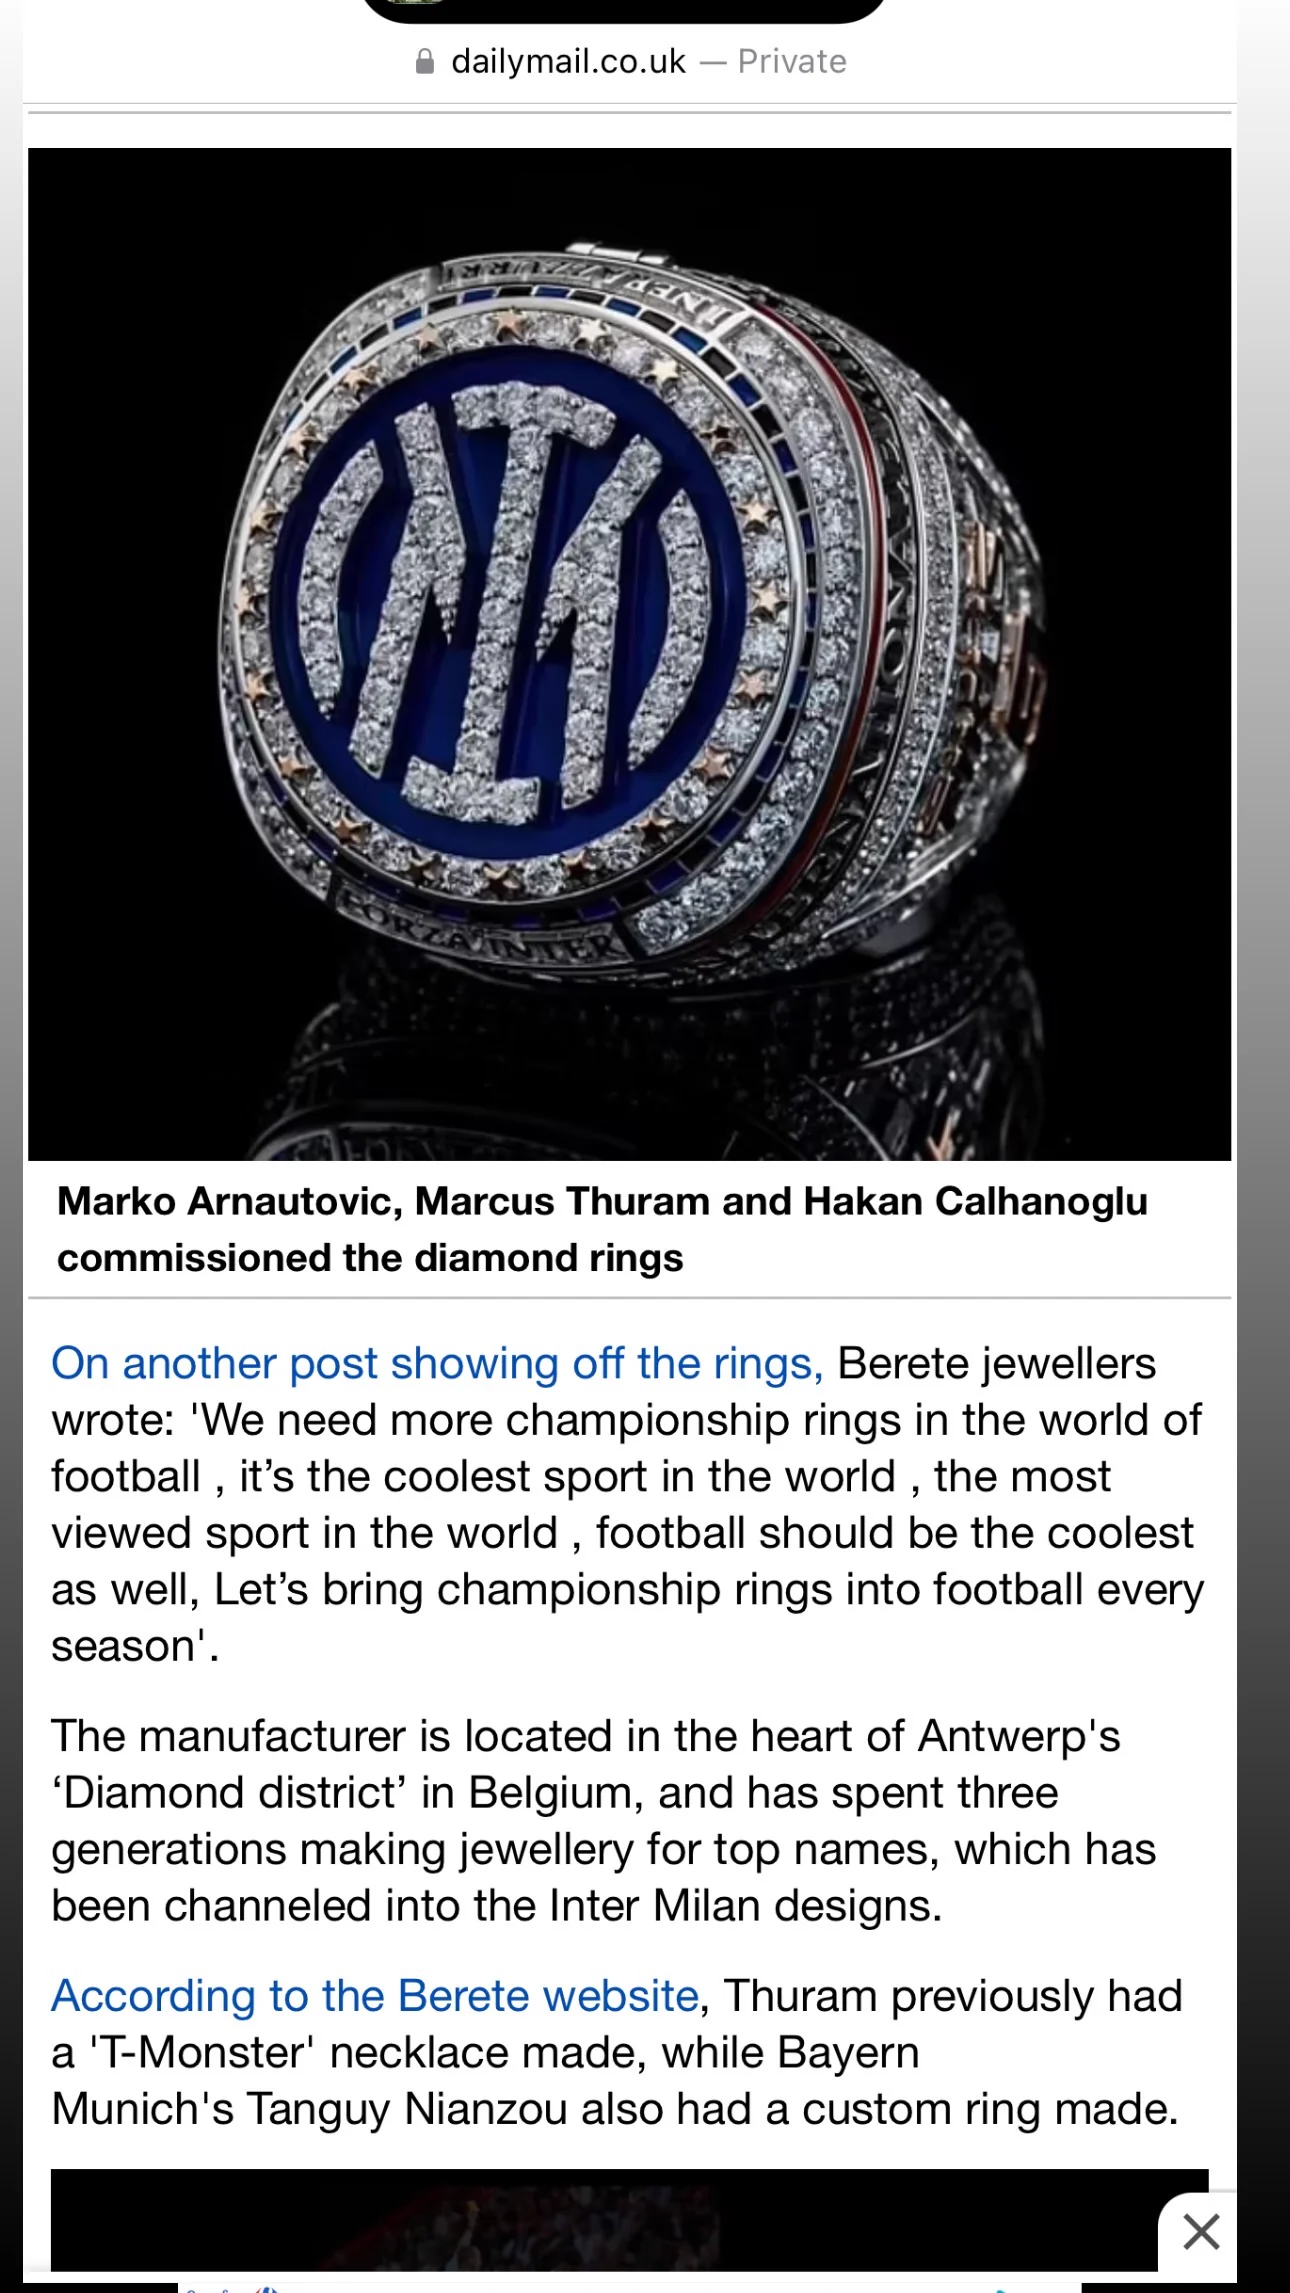 dailymail.co.uk — Private
INERAZZURRI
FORZA INTER
Marko Arnautovic, Marcus Thuram and Hakan Calhanoglu
commissioned the diamond rings
On another post showing off the rings, Berete jewellers
wrote: 'We need more championship rings in the world of
football , it’s the coolest sport in the world , the most
viewed sport in the world , football should be the coolest
as well, Let’s bring championship rings into football every
season'.
The manufacturer is located in the heart of Antwerp's
‘Diamond district’ in Belgium, and has spent three
generations making jewellery for top names, which has
been channeled into the Inter Milan designs.
According to the Berete website, Thuram previously had
a 'T-Monster' necklace made, while Bayern
Munich's Tanguy Nianzou also had a custom ring made.